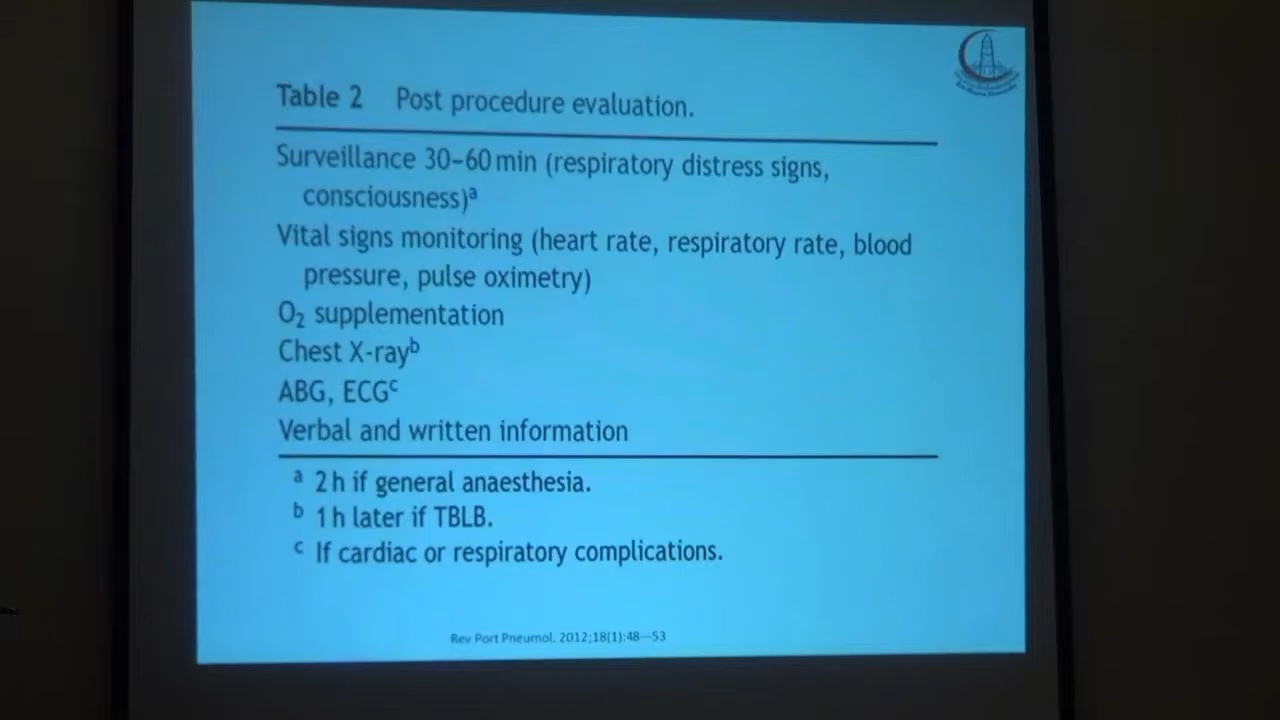 Table 2 Post procedure evaluation.
Surveillance 30–60 min (respiratory distress signs,
consciousness)ᵃ
Vital signs monitoring (heart rate, respiratory rate, blood
pressure, pulse oximetry)
O₂ supplementation
Chest X-rayᵇ
ABG, ECGᶜ
Verbal and written information
ᵃ 2 h if general anaesthesia.
ᵇ 1 h later if TBLB.
ᶜ If cardiac or respiratory complications.
Rev Port Pneumol. 2012;18(1):48—53